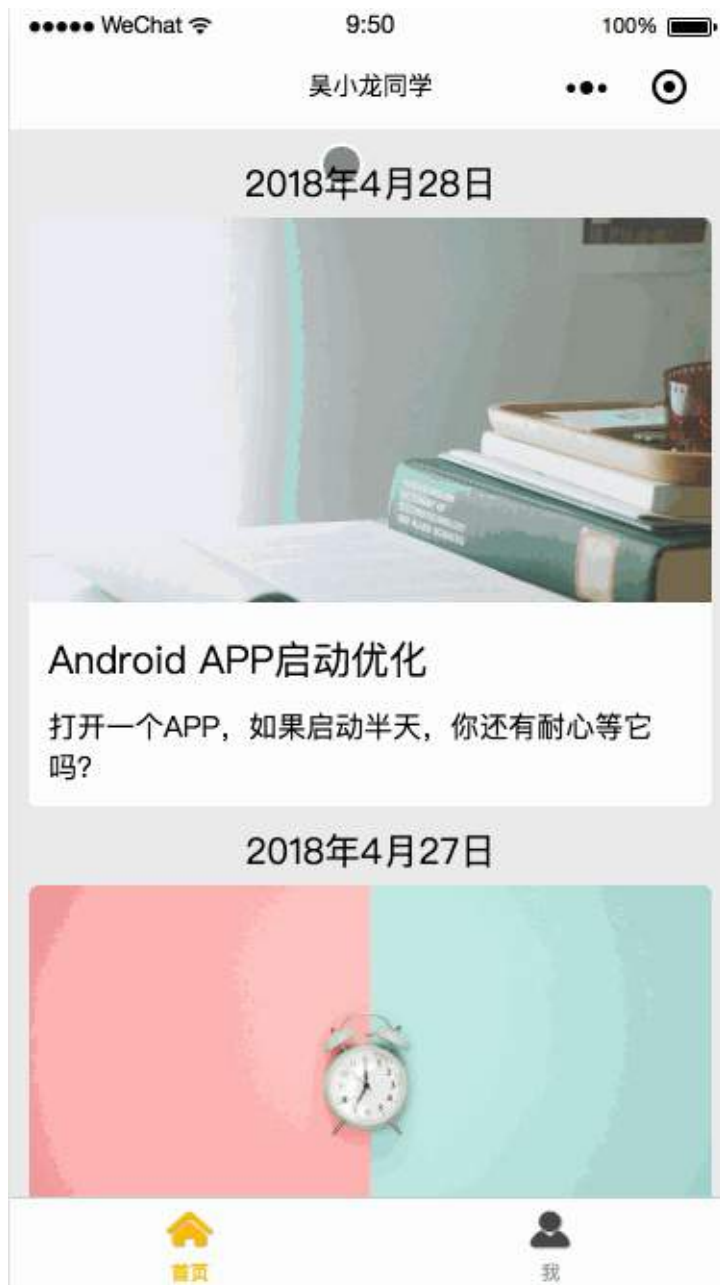 WeChat
9:50
100%
吴小龙同学
2018年4月28日
Android APP启动优化
打开一个APP，如果启动半天，你还有耐心等它
吗？
2018年4月27日
首页
我